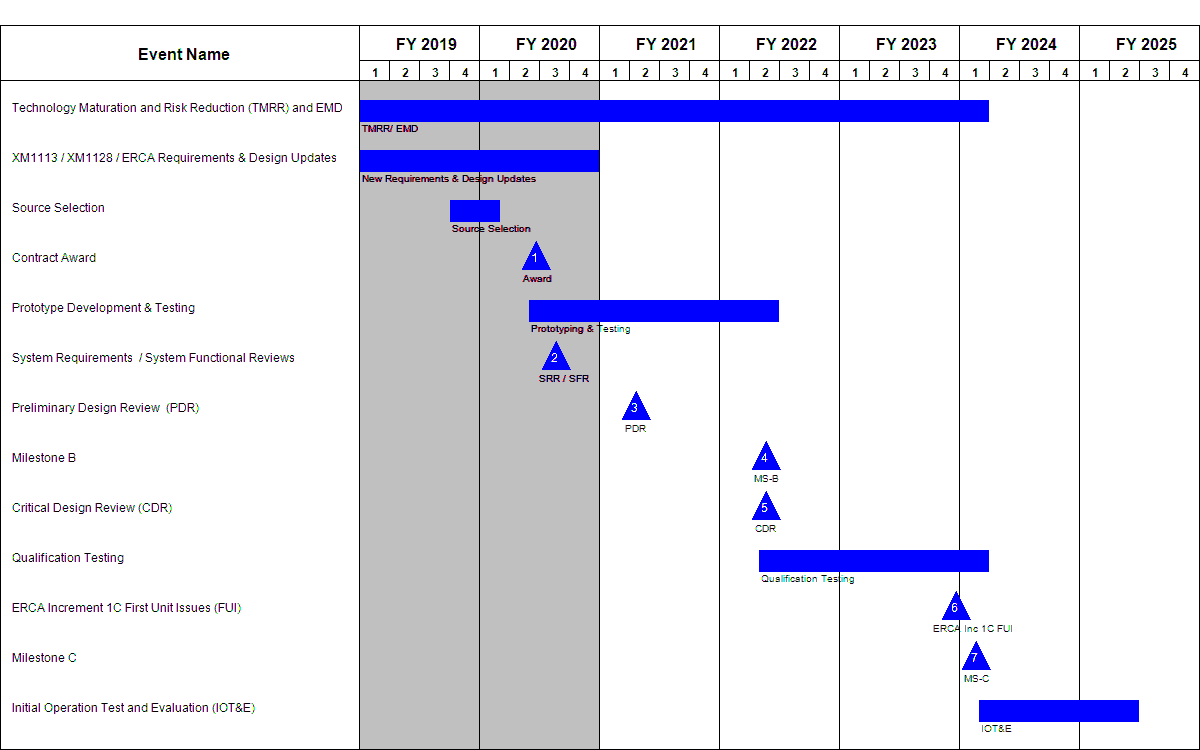 Event Name FY 2019 FY 2020 FY 2021 FY 2022 FY 2023 FY 2024 FY 2025
1 2 3 4 1 2 3 4 1 2 3 4 1 2 3 4 1 2 3 4 1 2 3 4 1 2 3 4
Technology Maturation and Risk Reduction (TMRR) and EMD
TMRR/ EMD
XM1113 / XM1128 / ERCA Requirements & Design Updates
New Requirements & Design Updates
Source Selection
Source Selection
Contract Award 1
Award
Prototype Development & Testing
Prototyping & Testing
System Requirements / System Functional Reviews 2
SRR / SFR
Preliminary Design Review (PDR) 3
PDR
Milestone B 4
MS-B
Critical Design Review (CDR) 5
CDR
Qualification Testing
Qualification Testing
ERCA Increment 1C First Unit Issues (FUI) 6
ERCA Inc 1C FUI
Milestone C 7
MS-C
Initial Operation Test and Evaluation (IOT&E)
IOT&E